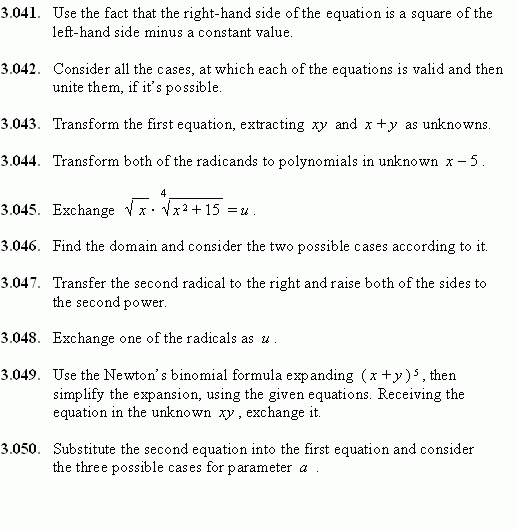 3.041. Use the fact that the right-hand side of the equation is a square of the
left-hand side minus a constant value.
3.042. Consider all the cases, at which each of the equations is valid and then
unite them, if it's possible.
3.043. Transform the first equation, extracting xy and x + y as unknowns.
3.044. Transform both of the radicands to polynomials in unknown x – 5 .
3.045. Exchange √x · ⁴√x² + 15 = u .
3.046. Find the domain and consider the two possible cases according to it.
3.047. Transfer the second radical to the right and raise both of the sides to
the second power.
3.048. Exchange one of the radicals as u .
3.049. Use the Newton's binomial formula expanding ( x + y )⁵ , then
simplify the expansion, using the given equations. Receiving the
equation in the unknown xy , exchange it.
3.050. Substitute the second equation into the first equation and consider
the three possible cases for parameter a .